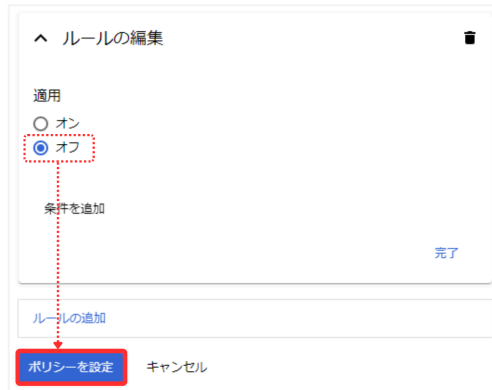 ルールの編集
適用
オン
オフ
条件を追加
完了
ルールの追加
ポリシーを設定 キャンセル